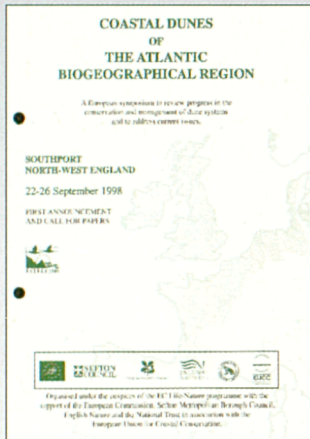 COASTAL DUNES
OF
THE ATLANTIC
BIOGEOGRAPHICAL REGION
A European symposium to review progress in the
conservation and management of dune systems
and to address current issues.
SOUTHPORT
NORTH-WEST ENGLAND
22-26 September 1998
FIRST ANNOUNCEMENT
AND CALL FOR PAPERS
SEFTON
COUNCIL
Organised under the auspices of the EC Life-Nature programme with the
support of the European Commission, Sefton Metropolitan Borough Council,
English Nature and the National Trust in association with the
European Union for Coastal Conservation.